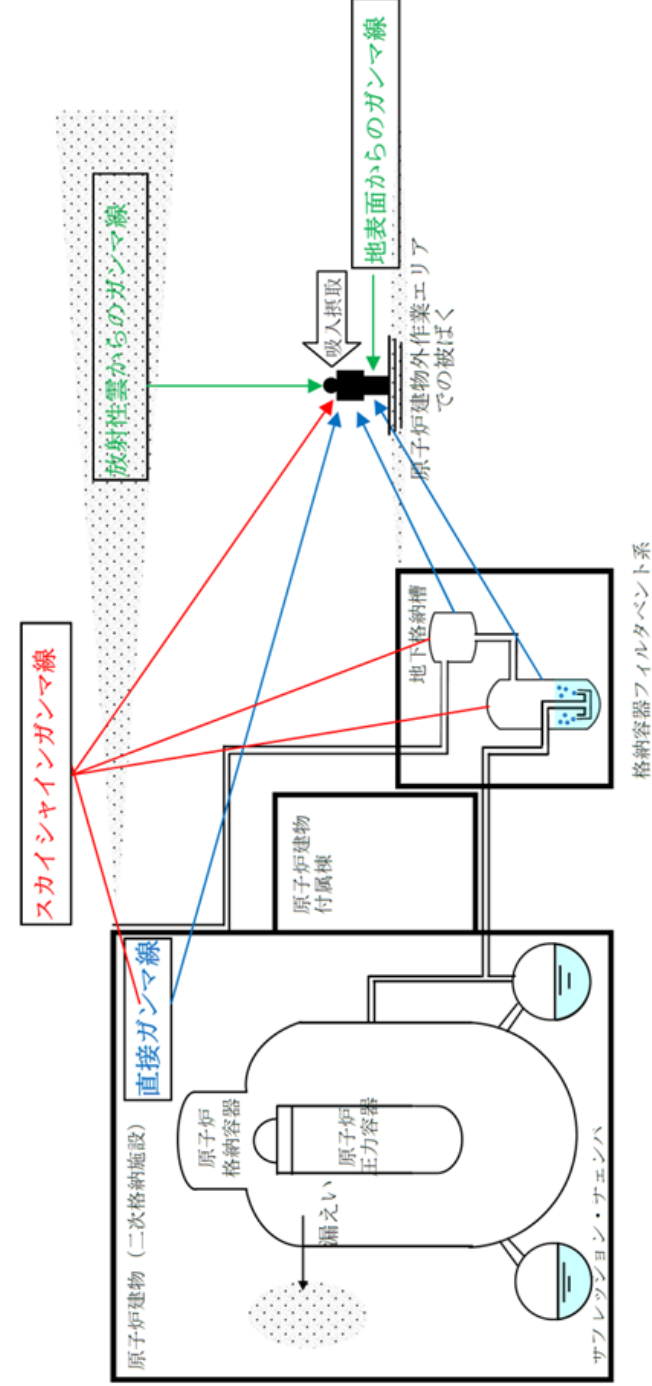 スカイシャインガンマ線
放射性雲からのガンマ線
直接ガンマ線
地表面からのガンマ線
吸入摂取
原子炉建物（二次格納施設）
原子炉
格納容器
原子炉
圧力容器
漏えい
サプレッション・チェンバ
原子炉建物
付属棟
地下格納槽
原子炉建物外作業エリア
での被ばく
格納容器フィルタベント系